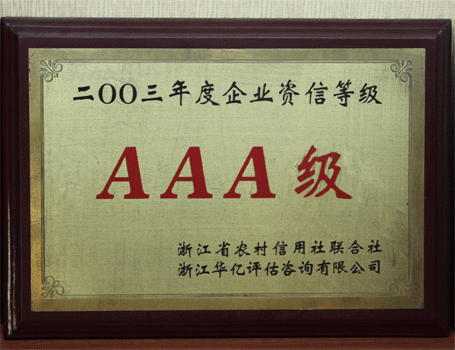 二OO三年度企业资信等级
AAA级
浙江省农村信用社联合社
浙江华亿评估咨询有限公司